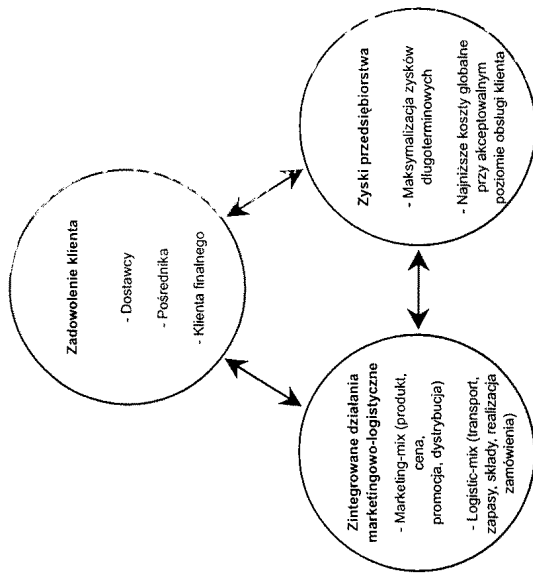 Zadowolenie klienta
- Dostawcy
- Pośrednika
- Klienta finalnego
Zintegrowane działania
marketingowo-logistyczne
- Marketing-mix (produkt,
cena,
promocja, dystrybucja)
- Logistic-mix (transport,
zapasy, składy, realizacja
zamówienia)
Zyski przedsiębiorstwa
- Maksymalizacja zysków
długoterminowych
- Najniższe koszty globalne
przy akceptowalnym
poziomie obsługi klienta